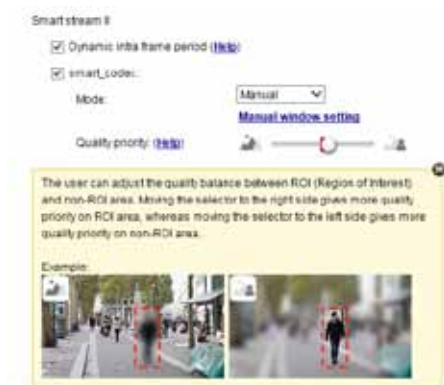 Smart stream II
Dynamic intra frame period (Help)
smart_codec:
Mode: Manual
Manual window setting
Quality priority: (Help)
The user can adjust the quality balance between ROI (Region of Interest)
and non-ROI area. Moving the selector to the right side gives more quality
priority on ROI area, whereas moving the selector to the left side gives more
quality priority on non-ROI area.
Example: